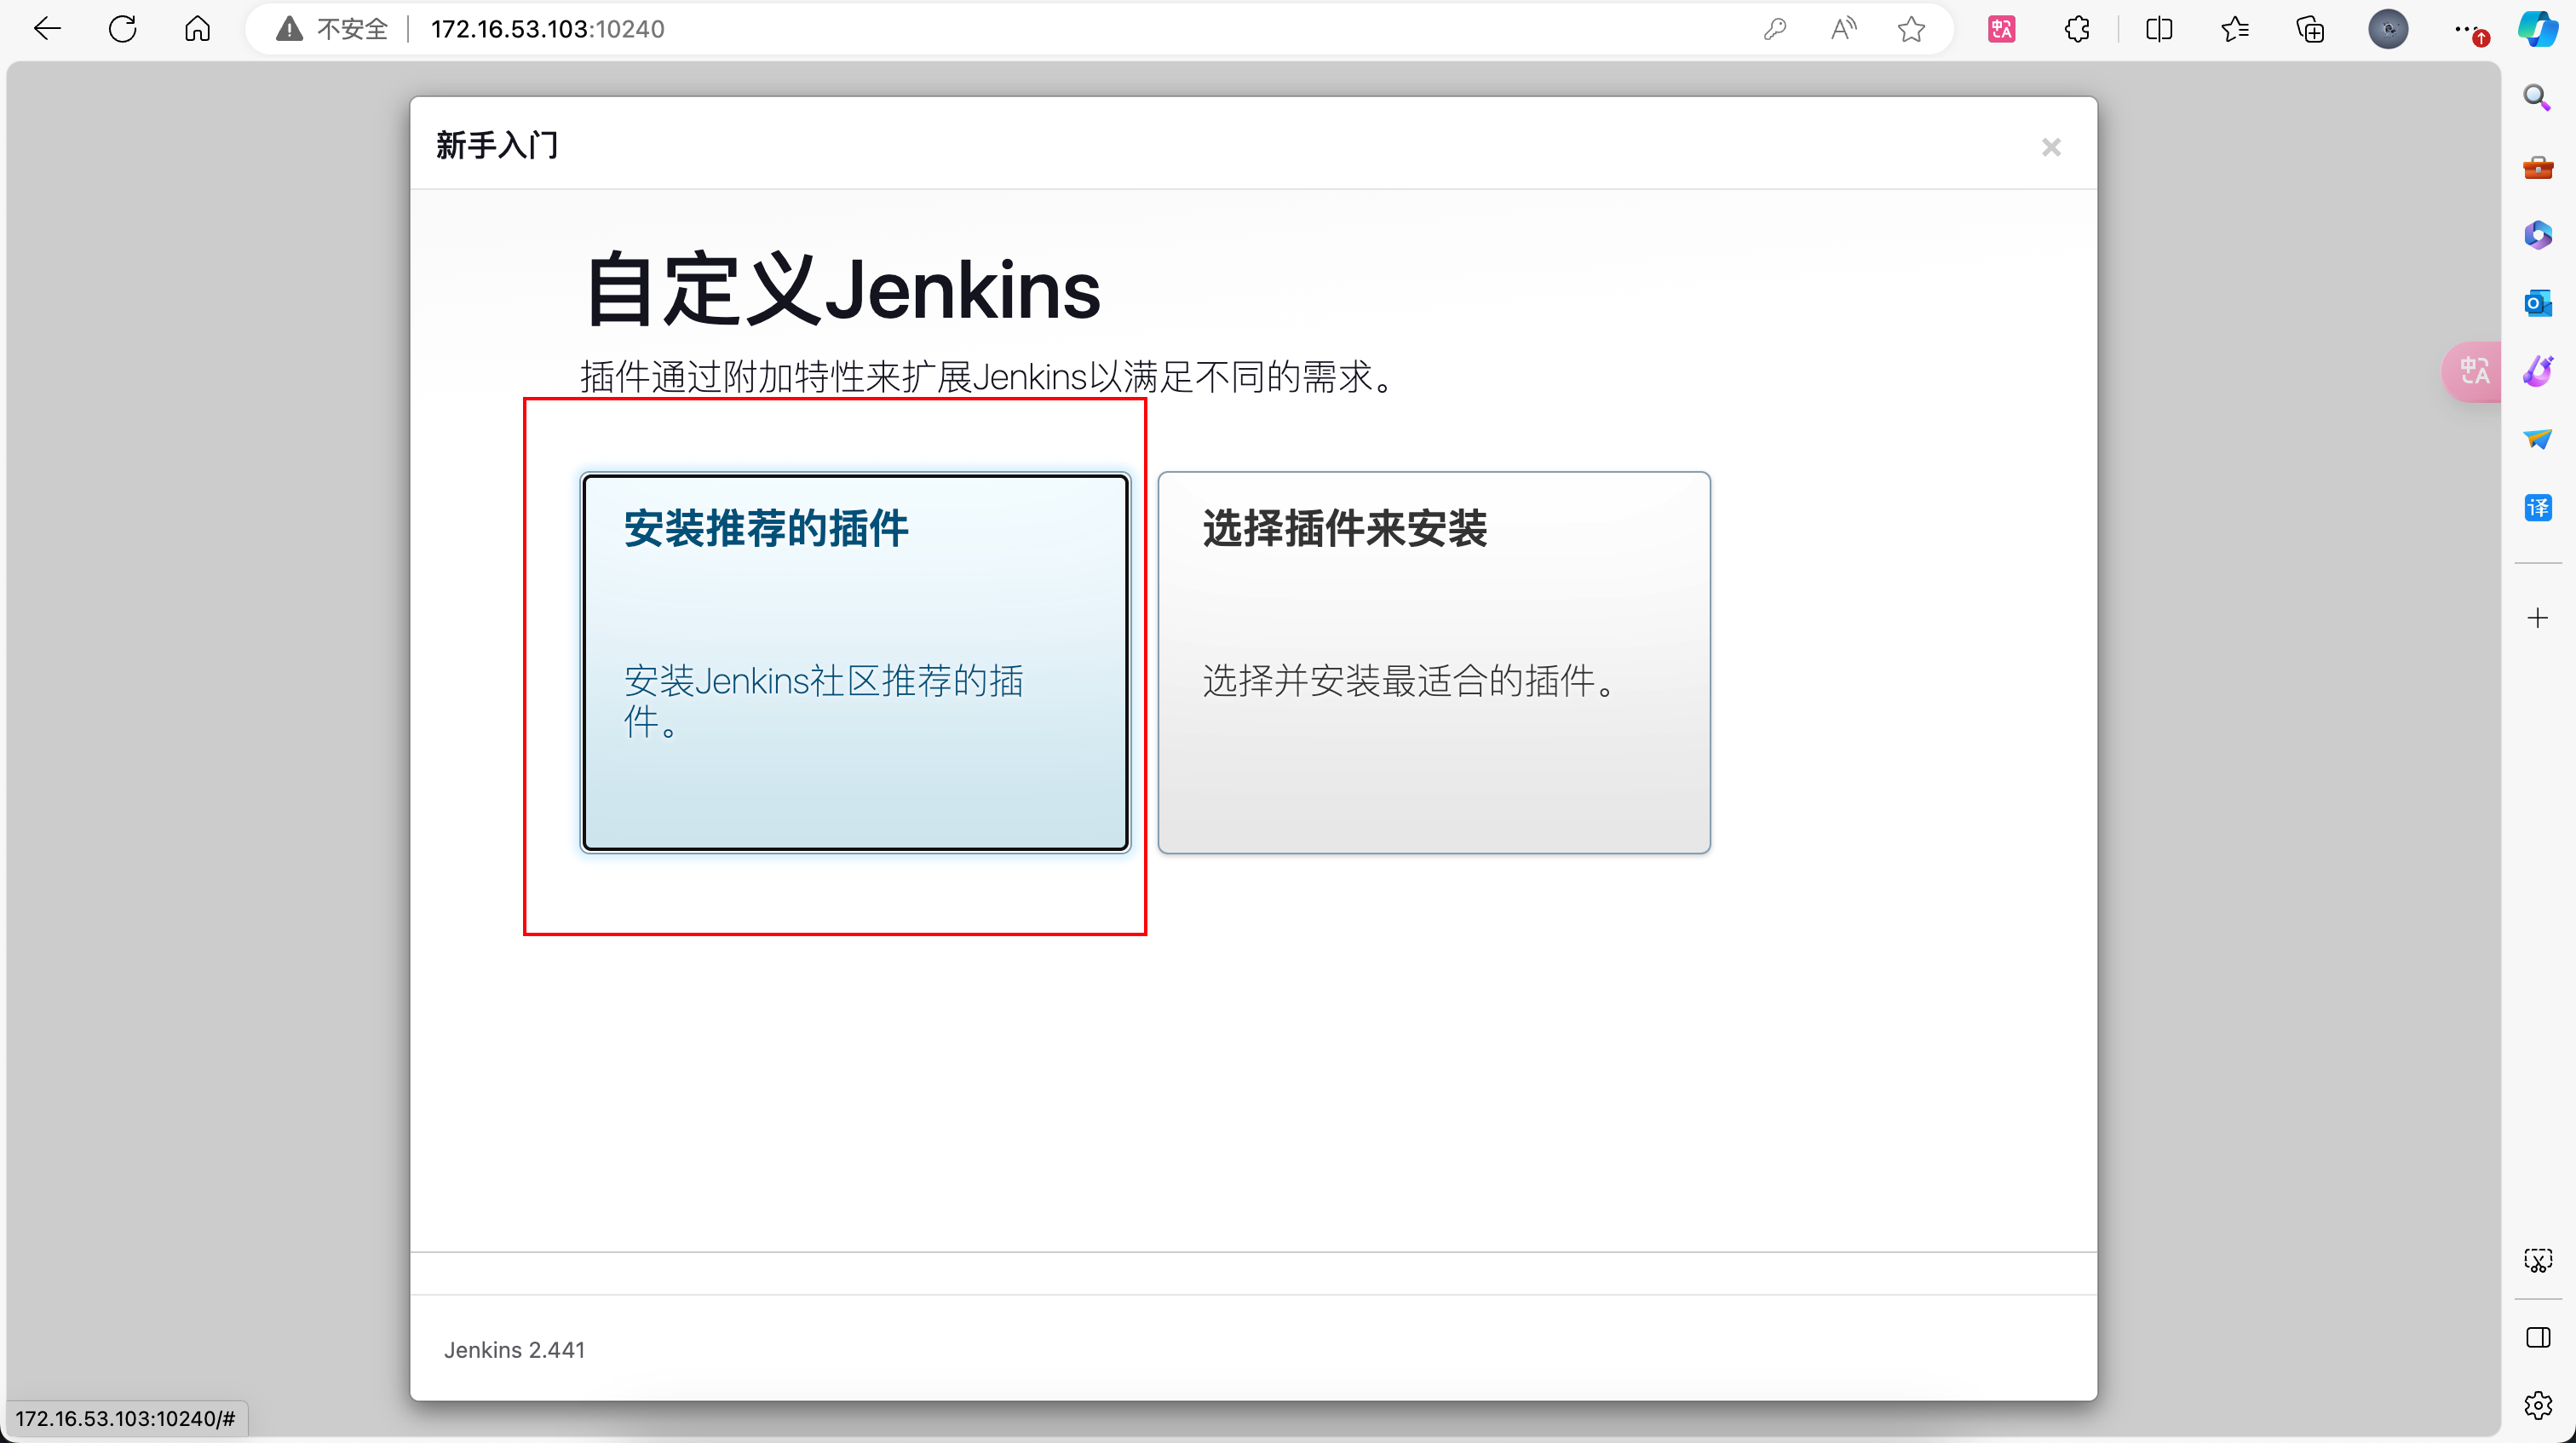 不安全
172.16.53.103:10240
新手入门
自定义Jenkins
插件通过附加特性来扩展Jenkins以满足不同的需求。
安装推荐的插件
安装Jenkins社区推荐的插
件。
选择插件来安装
选择并安装最适合的插件。
Jenkins 2.441
172.16.53.103:10240/#
中A
译